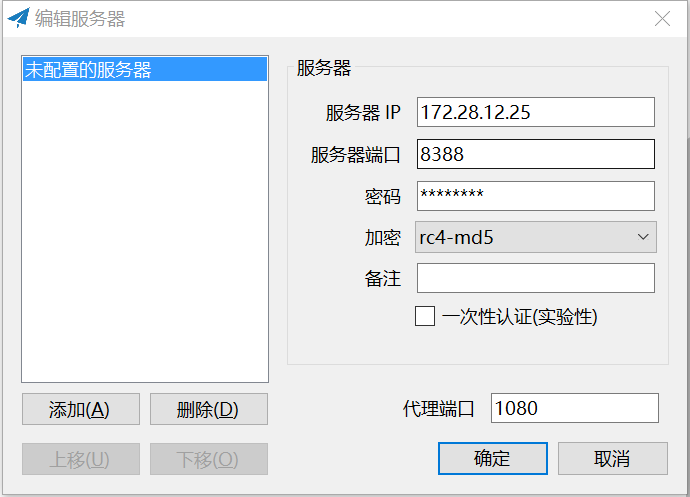 编辑服务器
未配置的服务器
服务器
服务器 IP 172.28.12.25
服务器端口 8388
密码 ********
加密 rc4-md5
备注
一次性认证(实验性)
添加(A) 删除(D) 代理端口 1080
上移(U) 下移(O) 确定 取消